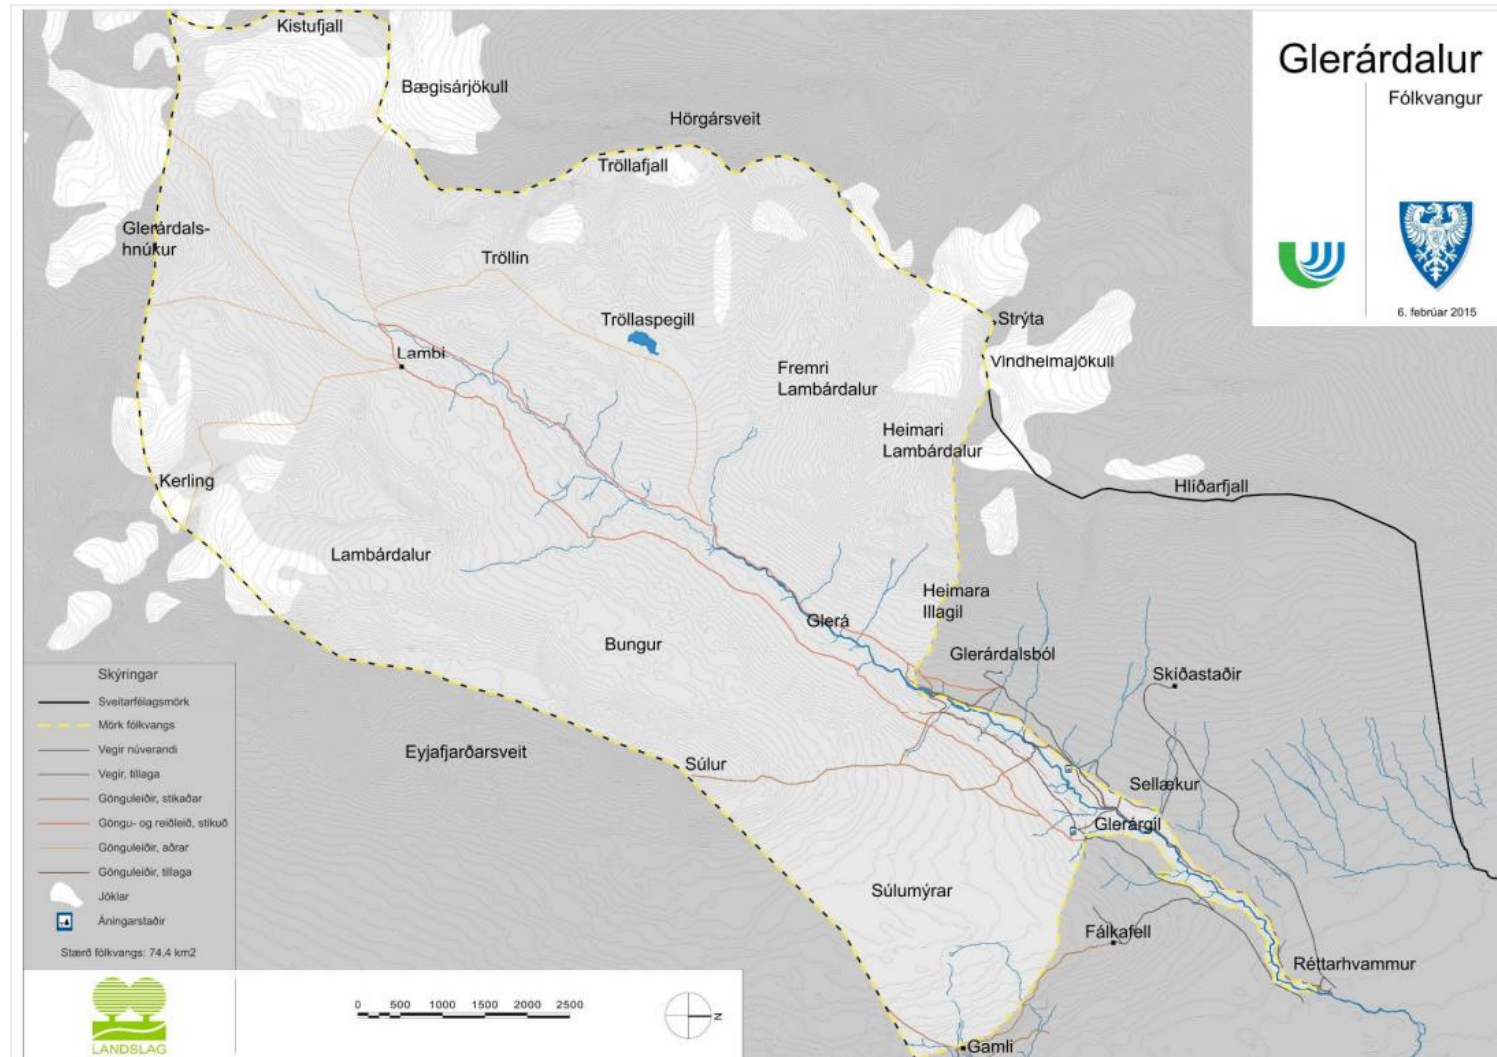 Glerárdalur
Fólkvangur
6. febrúar 2015
Kistufjall
Bægisárjökull
Hörgársveit
Tröllafjall
Glerárdals-
hnúkur
Tröllin
Tröllaspegill
Strýta
Lambi
Vindheimajökull
Fremri
Lambárdalur
Heimari
Lambárdalur
Kerling
Hlíðarfjall
Lambárdalur
Heimara
Illagil
Glerá
Bungur
Glerárdalsból
Skíðastaðir
Eyjafjarðarsveit
Súlur
Sellækur
Glerárgil
Súlumýrar
Fálkafell
Réttarhvammur
Gamli
Skýringar
Sveitarfélagsmörk
Mörk fólkvangs
Vegir núverandi
Vegir, tillaga
Gönguleiðir, stikaðar
Göngu- og reiðleið, stikuð
Gönguleiðir, aðrar
Gönguleiðir, tillaga
Jöklar
Áningarstaðir
Stærð fólkvangs: 74,4 km2
LANDSLAG
0 500 1000 1500 2000 2500
N